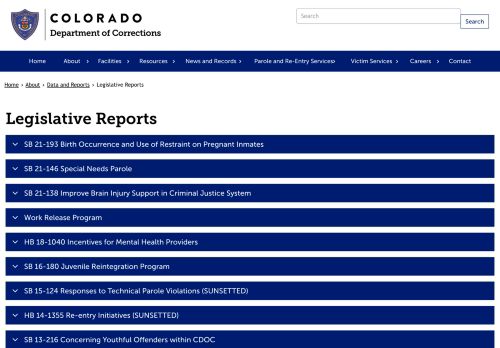 COLORADO
Department of Corrections
Search
Search
Home About Facilities Resources News and Records Parole and Re-Entry Services Victim Services Careers Contact
Home › About › Data and Reports › Legislative Reports
Legislative Reports
SB 21-193 Birth Occurrence and Use of Restraint on Pregnant Inmates
SB 21-146 Special Needs Parole
SB 21-138 Improve Brain Injury Support in Criminal Justice System
Work Release Program
HB 18-1040 Incentives for Mental Health Providers
SB 16-180 Juvenile Reintegration Program
SB 15-124 Responses to Technical Parole Violations (SUNSETTED)
HB 14-1355 Re-entry Initiatives (SUNSETTED)
SB 13-216 Concerning Youthful Offenders within CDOC